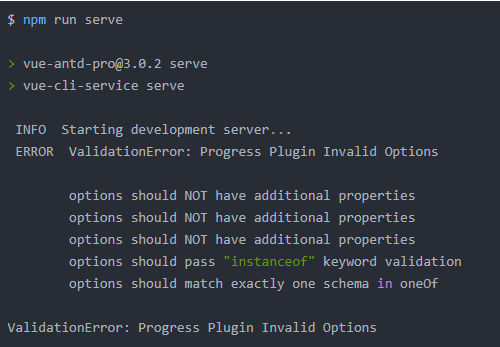 $ npm run serve
> vue-antd-pro@3.0.2 serve
> vue-cli-service serve
INFO  Starting development server...
ERROR  ValidationError: Progress Plugin Invalid Options
options should NOT have additional properties
options should NOT have additional properties
options should NOT have additional properties
options should pass "instanceof" keyword validation
options should match exactly one schema in oneOf
ValidationError: Progress Plugin Invalid Options